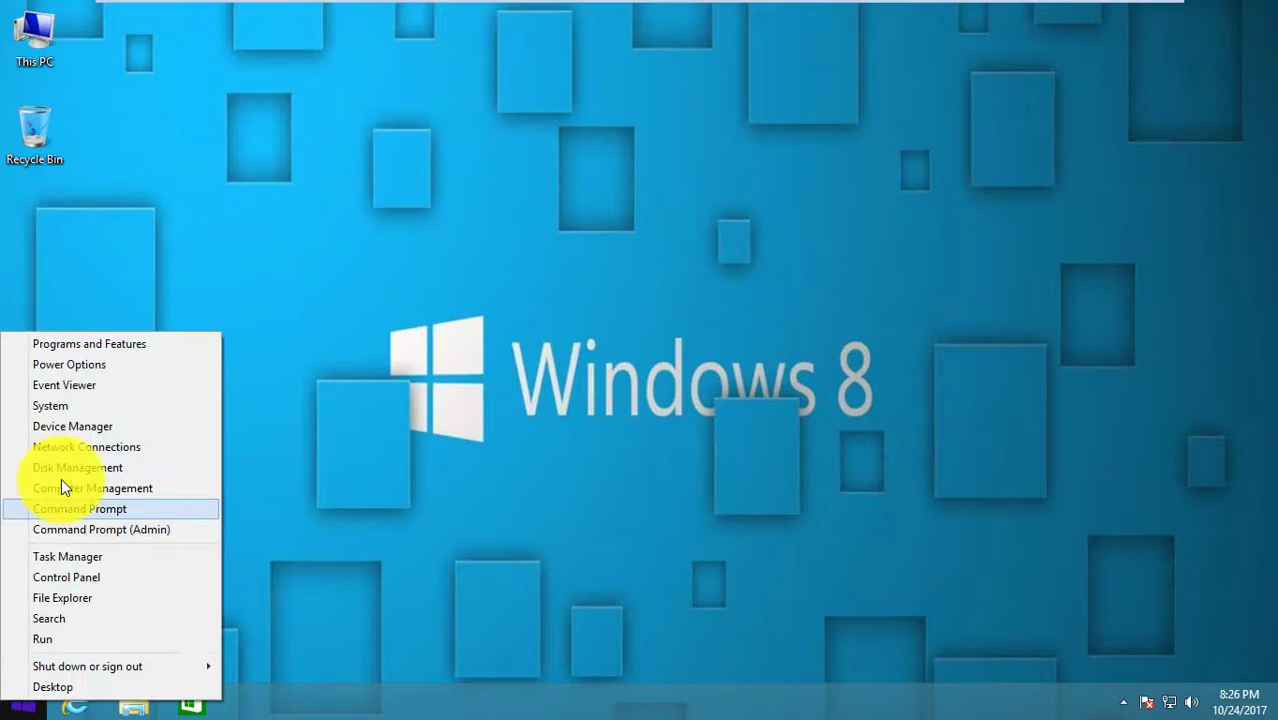 This PC
Recycle Bin
Windows 8
Programs and Features
Power Options
Event Viewer
System
Device Manager
Network Connections
Disk Management
Computer Management
Command Prompt
Command Prompt (Admin)
Task Manager
Control Panel
File Explorer
Search
Run
Shut down or sign out
Desktop
8:26 PM
10/24/2017